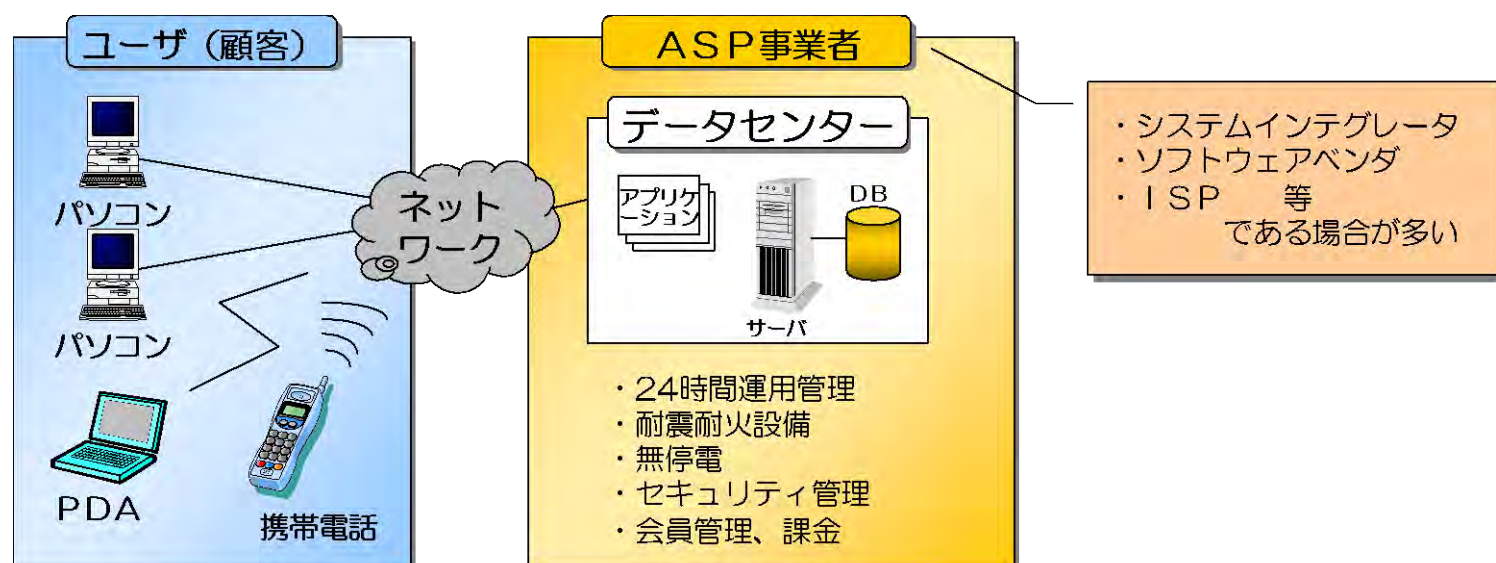 ユーザ（顧客）
パソコン
パソコン
PDA
携帯電話
ネット
ワーク
ASP事業者
データセンター
アプリケ
ーション
DB
サーバ
・24時間運用管理
・耐震耐火設備
・無停電
・セキュリティ管理
・会員管理、課金
・システムインテグレータ
・ソフトウェアベンダ
・ISP　等
である場合が多い